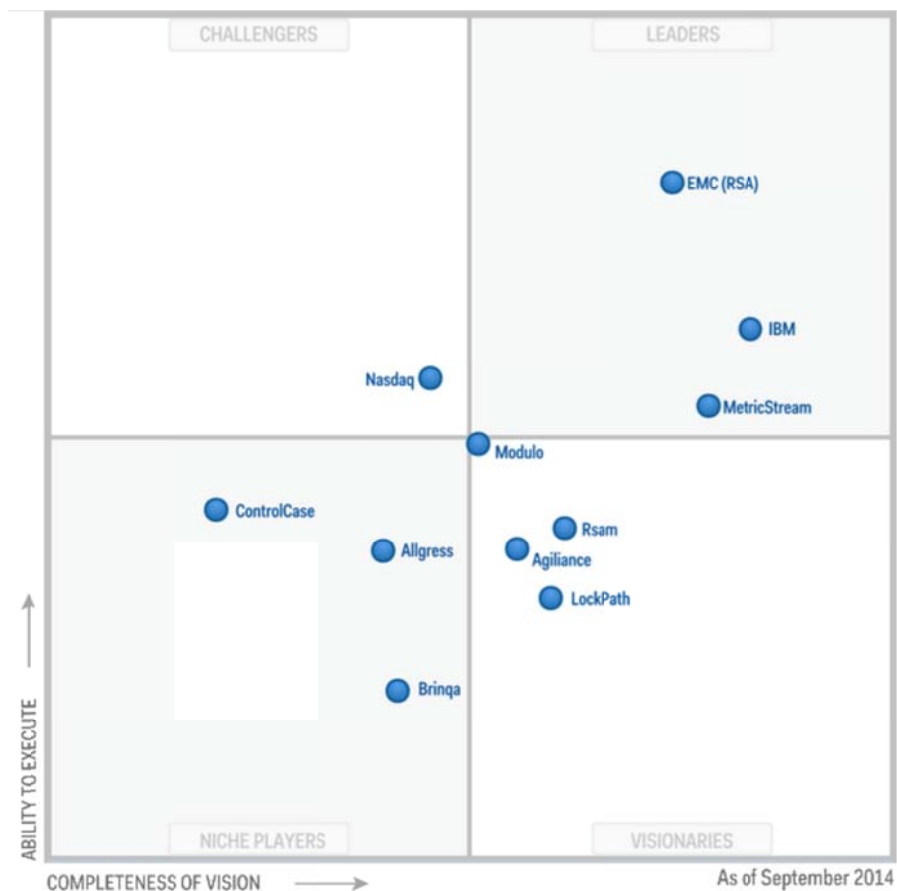 CHALLENGERS
LEADERS
EMC (RSA)
IBM
Nasdaq
MetricStream
Modulo
ControlCase
Rsam
Allgress
Agiliance
LockPath
Brinqa
ABILITY TO EXECUTE
NICHE PLAYERS
VISIONARIES
COMPLETENESS OF VISION
As of September 2014